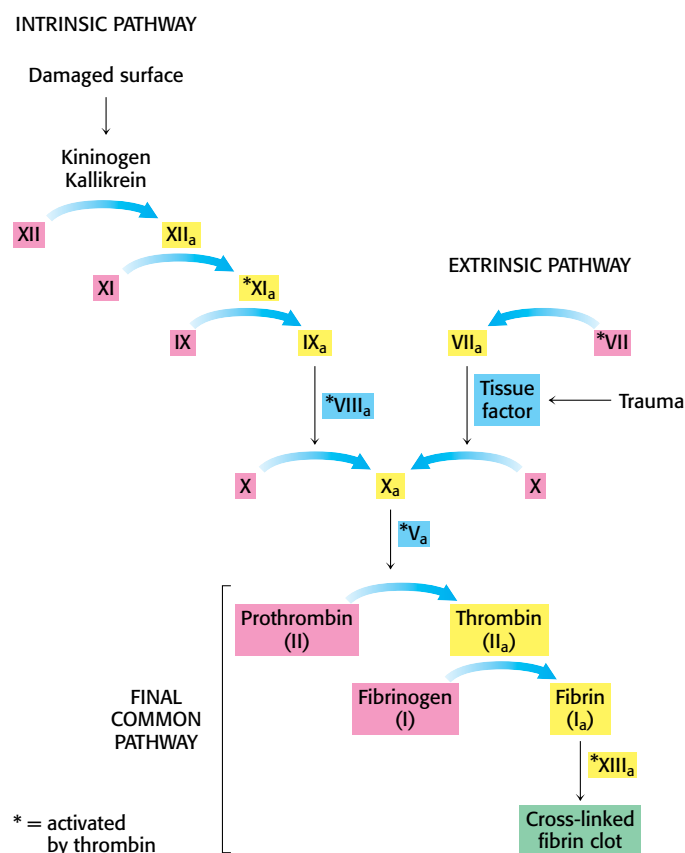 INTRINSIC PATHWAY
Damaged surface
Kininogen
Kallikrein
XII
XIIa
XI
*XIa
EXTRINSIC PATHWAY
IX
IXa
VIIa
*VII
*VIIIa
Tissue
factor
Trauma
X
Xa
X
*Va
Prothrombin
(II)
Thrombin
(IIa)
Fibrinogen
(I)
Fibrin
(Ia)
FINAL
COMMON
PATHWAY
*XIIIa
Cross-linked
fibrin clot
* = activated
by thrombin